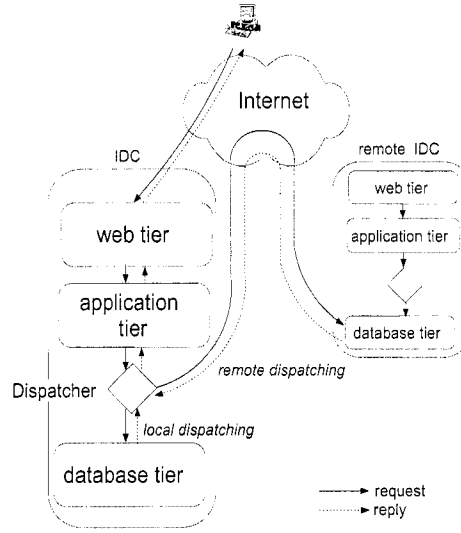 Internet
IDC
remote IDC
web tier
web tier
application tier
application
tier
database tier
remote dispatching
Dispatcher
local dispatching
database tier
request
reply